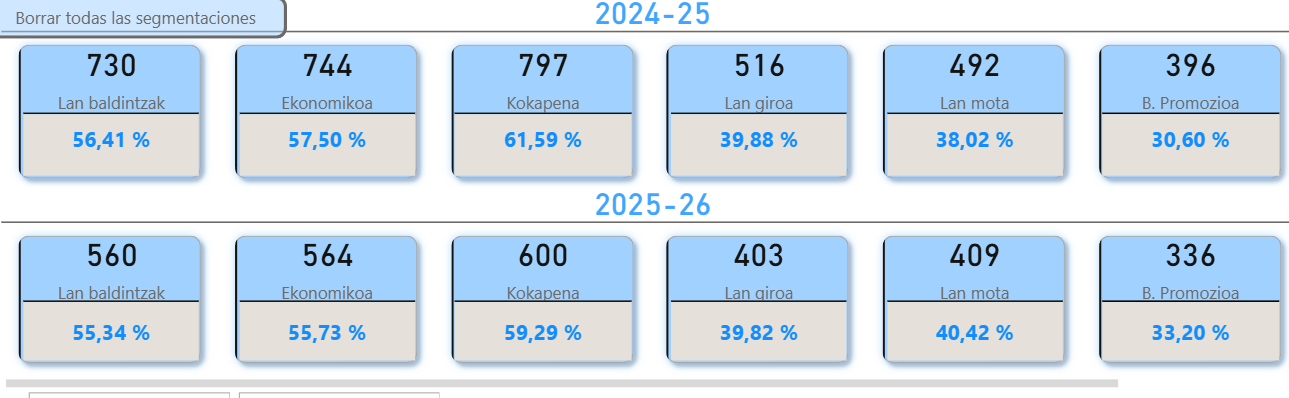 Borrar todas las segmentaciones
2024-25
730 744 797 516 492 396
Lan baldintzak Ekonomikoa Kokapena Lan giroa Lan mota B. Promozioa
56,41 % 57,50 % 61,59 % 39,88 % 38,02 % 30,60 %
2025-26
560 564 600 403 409 336
Lan baldintzak Ekonomikoa Kokapena Lan giroa Lan mota B. Promozioa
55,34 % 55,73 % 59,29 % 39,82 % 40,42 % 33,20 %